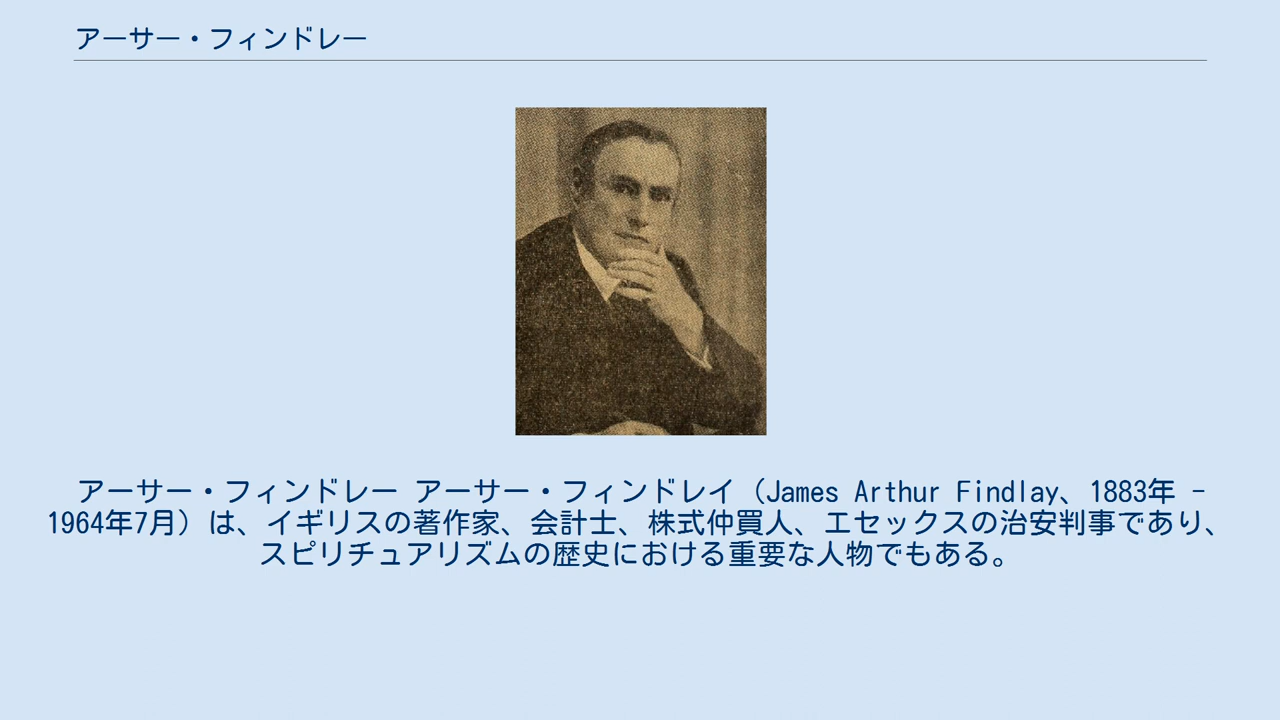 アーサー・フィンドレー
アーサー・フィンドレー アーサー・フィンドレイ（James Arthur Findlay、1883年 -
1964年7月）は、イギリスの著作家、会計士、株式仲買人、エセックスの治安判事であり、
スピリチュアリズムの歴史における重要な人物でもある。